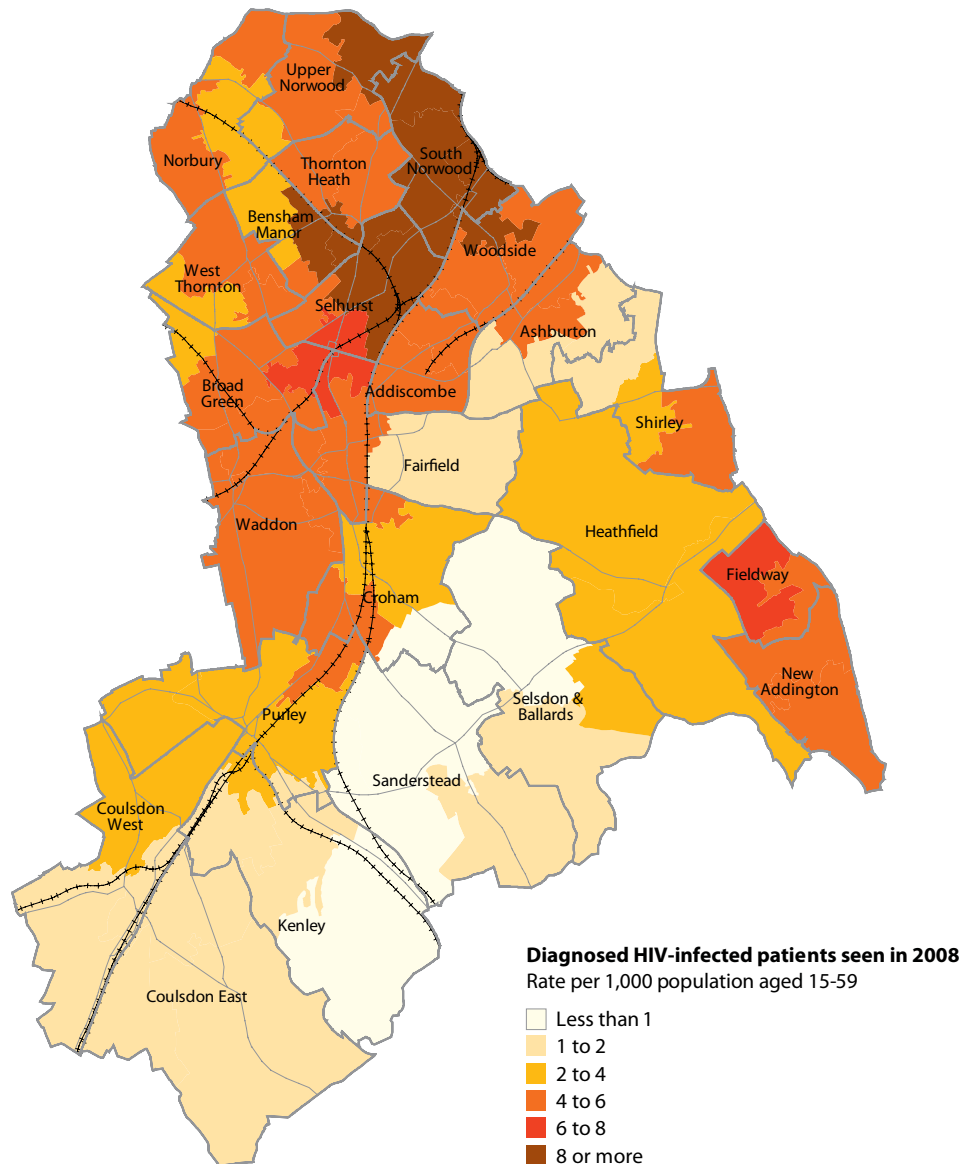 Upper
Norwood
South
Norwood
Norbury
Thornton
Heath
Bensham
Manor
Woodside
West
Thornton
Selhurst
Ashburton
Broad
Green
Addiscombe
Shirley
Fairfield
Waddon
Heathfield
Fieldway
Croham
New
Addington
Selsdon &
Ballards
Purley
Sanderstead
Coulsdon
West
Kenley
Coulsdon East
Diagnosed HIV-infected patients seen in 2008
Rate per 1,000 population aged 15-59
Less than 1
1 to 2
2 to 4
4 to 6
6 to 8
8 or more